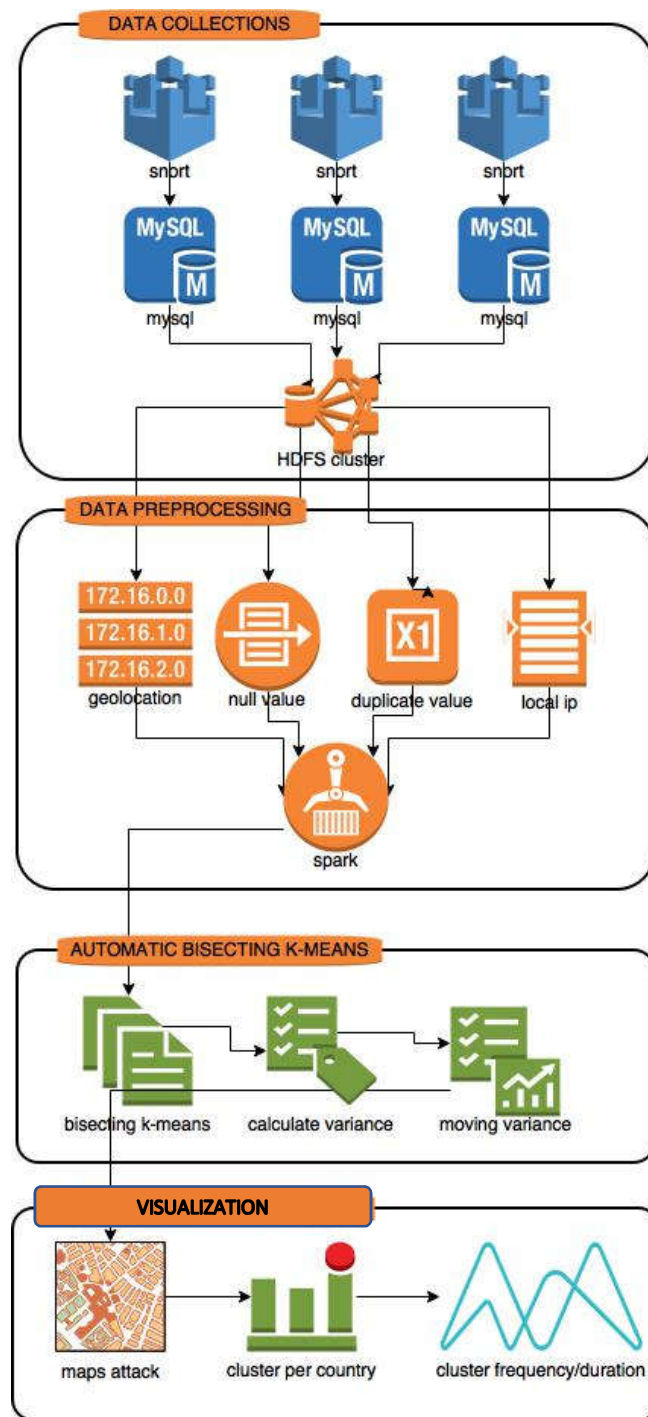 DATA COLLECTIONS
snort snort snort
MySQL MySQL MySQL
M M M
mysql mysql mysql
HDFS cluster
DATA PREPROCESSING
172.16.0.0
172.16.1.0
172.16.2.0
X1
geolocation null value duplicate value local ip
spark
AUTOMATIC BISECTING K-MEANS
bisecting k-means calculate variance moving variance
VISUALIZATION
maps attack cluster per country cluster frequency/duration